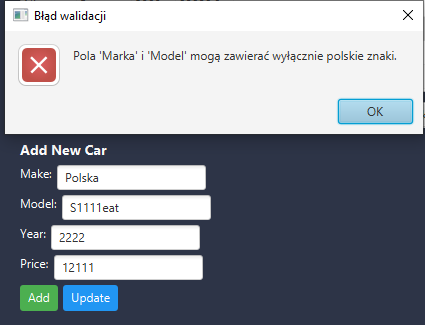 Błąd walidacji
Pola 'Marka' i 'Model' mogą zawierać wyłącznie polskie znaki.
OK
Add New Car
Make: Polska
Model: S1111eat
Year: 2222
Price: 12111
Add Update